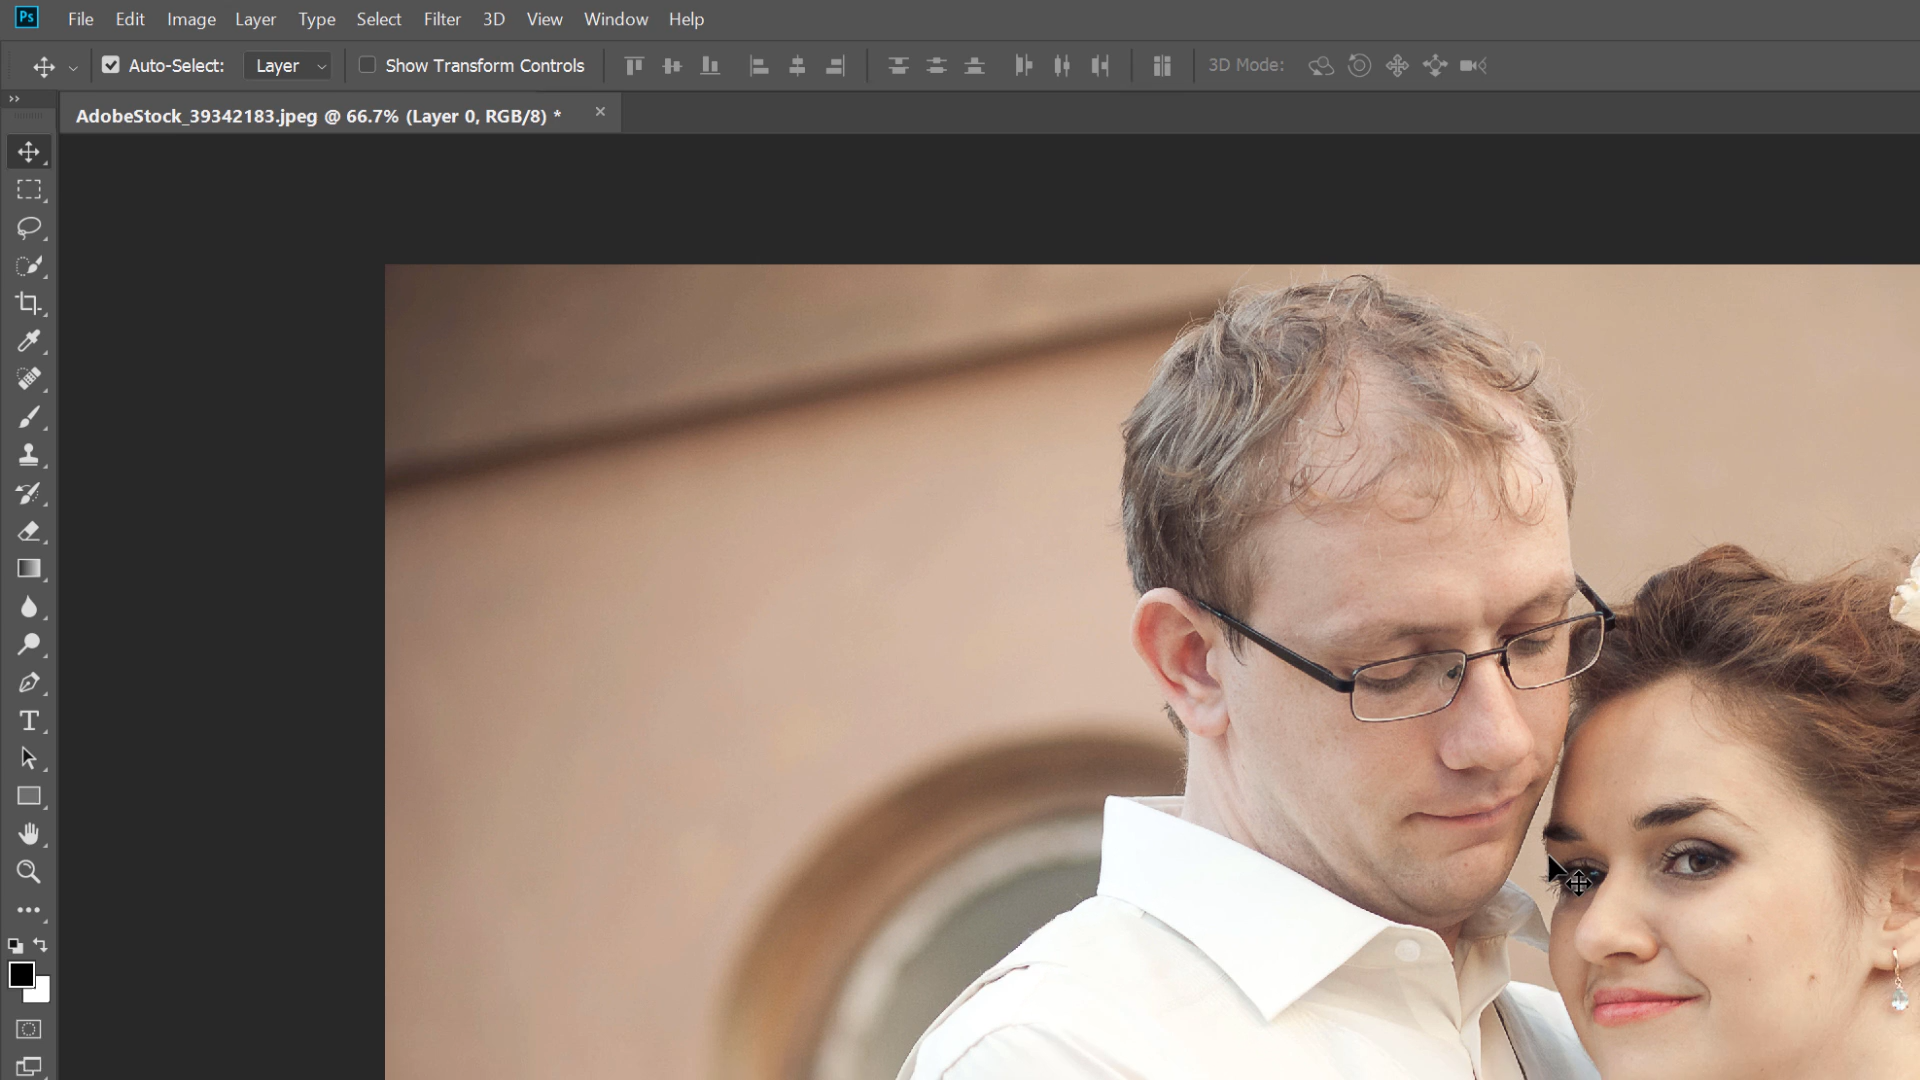 Ps File Edit Image Layer Type Select Filter 3D View Window Help
Auto-Select: Layer Show Transform Controls 3D Mode:
AdobeStock_39342183.jpeg @ 66.7% (Layer 0, RGB/8) *
T